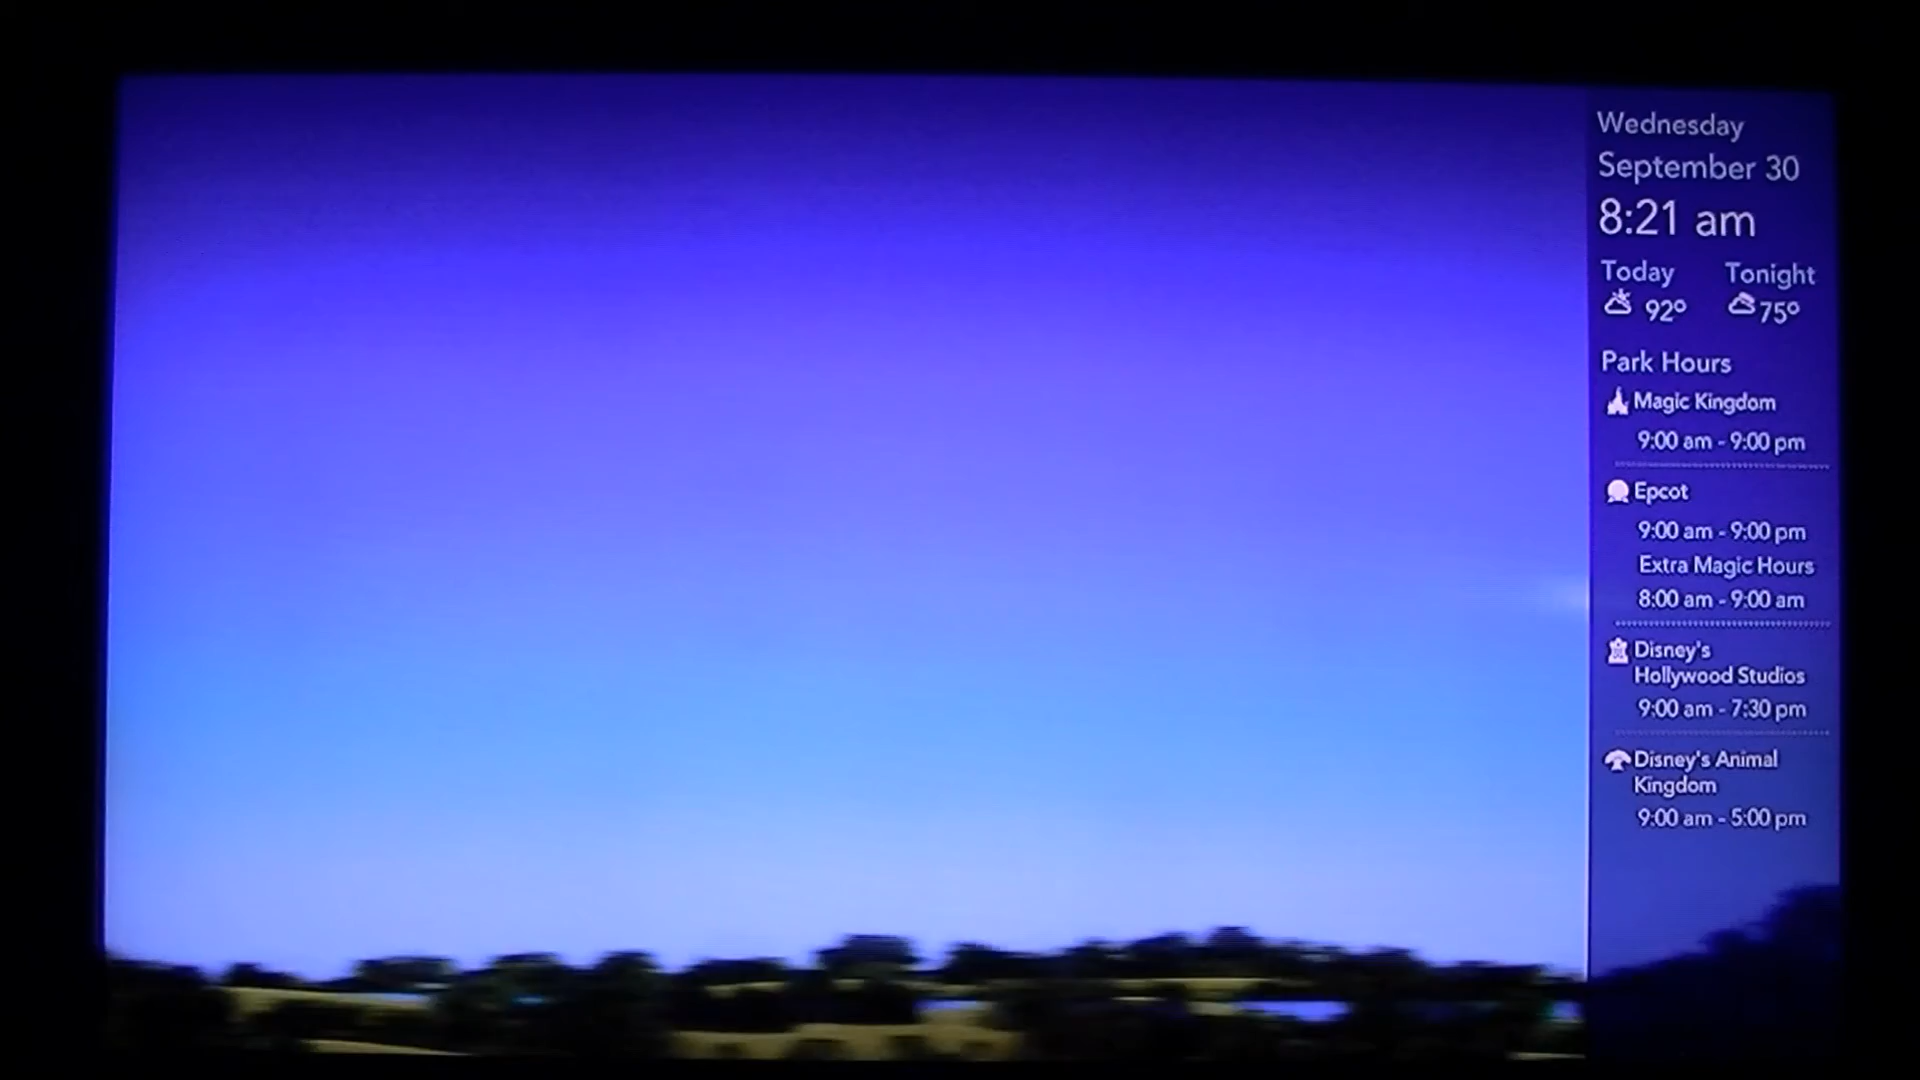 Wednesday
September 30
8:21 am
Today Tonight
92° 75°
Park Hours
Magic Kingdom
9:00 am - 9:00 pm
Epcot
9:00 am - 9:00 pm
Extra Magic Hours
8:00 am - 9:00 am
Disney's
Hollywood Studios
9:00 am - 7:30 pm
Disney's Animal
Kingdom
9:00 am - 5:00 pm